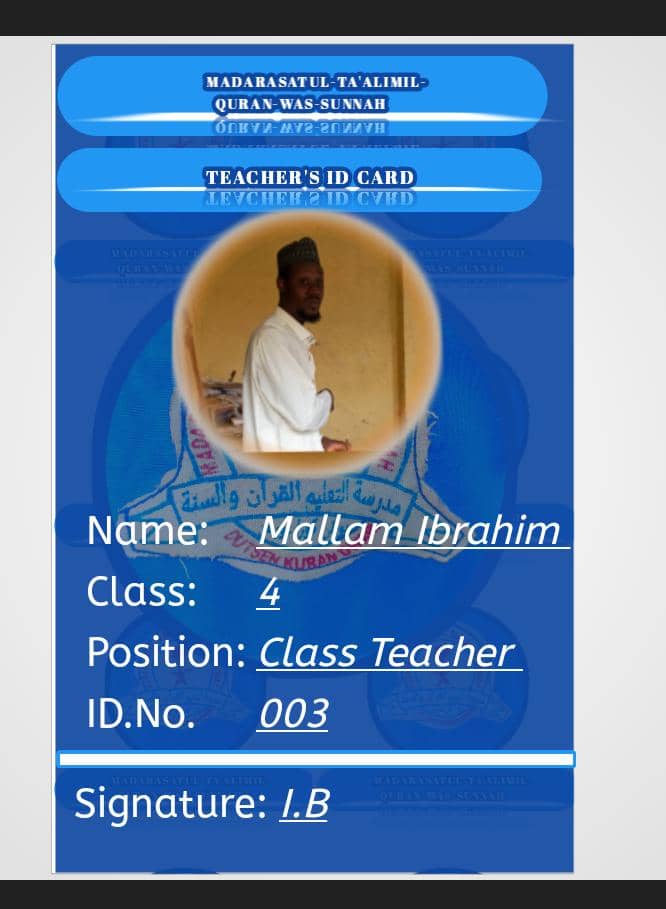 MADARASATUL-TA'ALIMIL-
QURAN-WAS-SUNNAH
TEACHER'S ID CARD
مدرسة التعليم القرآن والسنة
DUTSEN KURAN
Name: Mallam Ibrahim
Class: 4
Position: Class Teacher
ID.No. 003
Signature: I.B